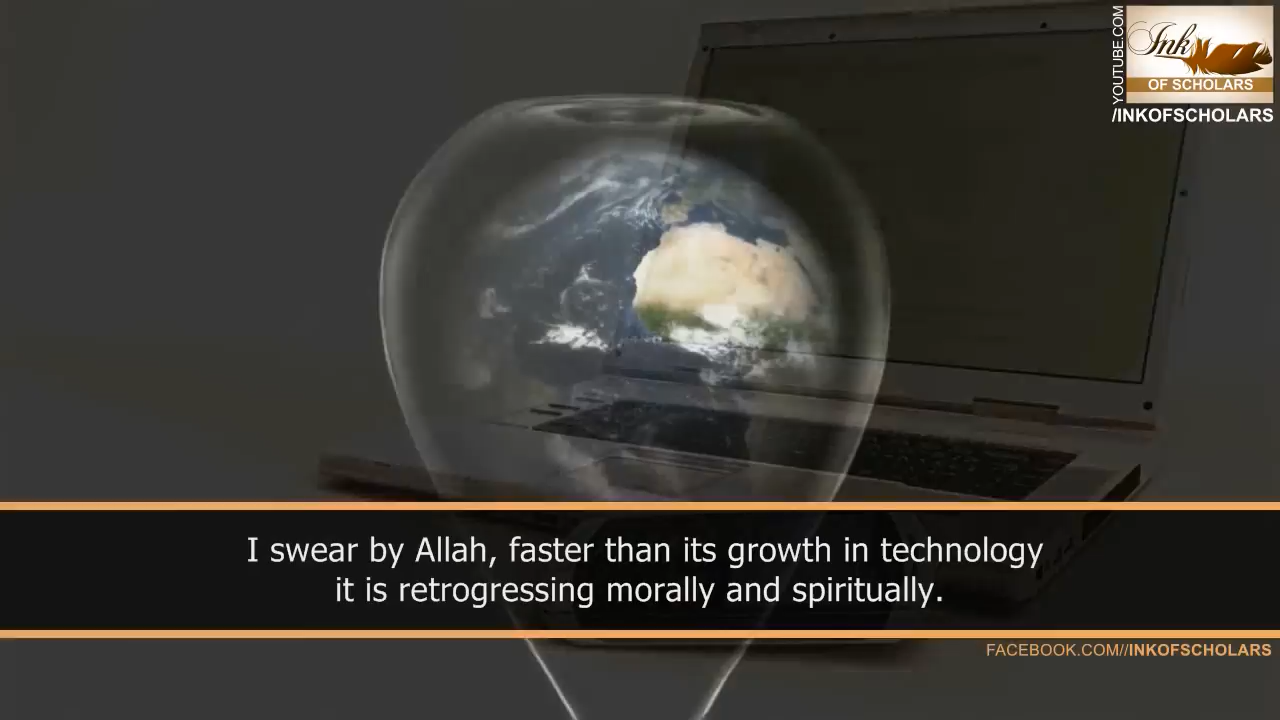 YOUTUBE.COM
Ink
OF SCHOLARS
/INKOFSCHOLARS
I swear by Allah, faster than its growth in technology
it is retrogressing morally and spiritually.
FACEBOOK.COM//INKOFSCHOLARS